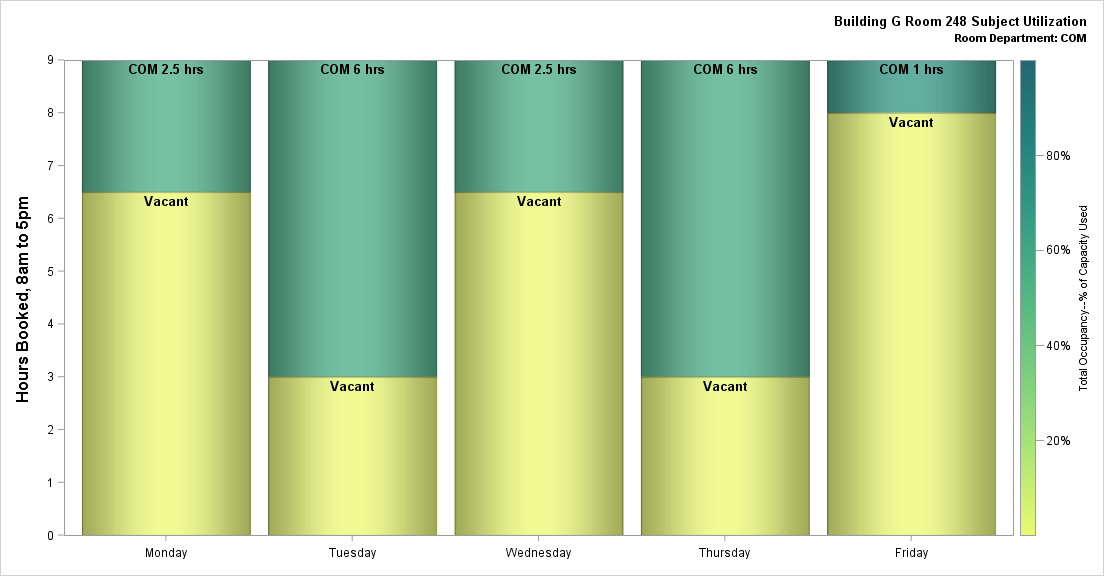 Building G Room 248 Subject Utilization
Room Department: COM
Hours Booked, 8am to 5pm
9
8
7
6
5
4
3
2
1
0
COM 2.5 hrs
Vacant
COM 6 hrs
Vacant
COM 2.5 hrs
Vacant
COM 6 hrs
Vacant
COM 1 hrs
Vacant
Monday
Tuesday
Wednesday
Thursday
Friday
80%
60%
40%
20%
Total Occupancy--% of Capacity Used